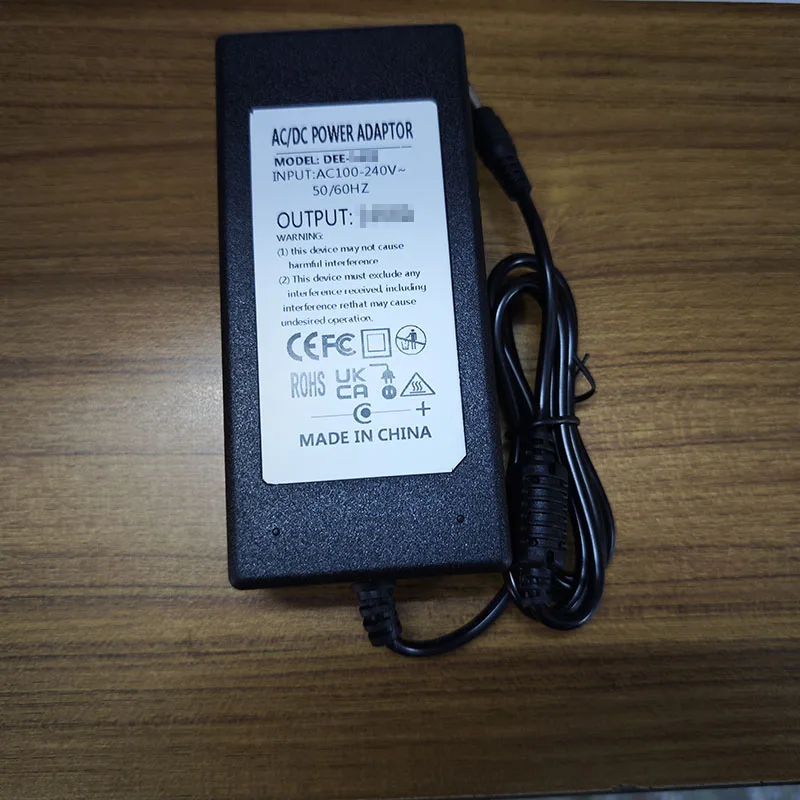 AC/DC POWER ADAPTOR
MODEL: DEE-
INPUT:AC100-240V~
50/60HZ
OUTPUT:
WARNING:
(1) this device may not cause
harmful interference
(2) This device must exclude any
interference received, including
interference rethat may cause
undesired operation.
CE FC
ROHS UK
CA
+
MADE IN CHINA